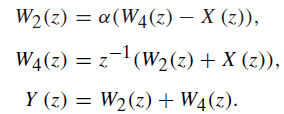 W₂(z) = α(W₄(z) − X (z)),
W₄(z) = z⁻¹(W₂(z) + X (z)),
Y (z) = W₂(z) + W₄(z).